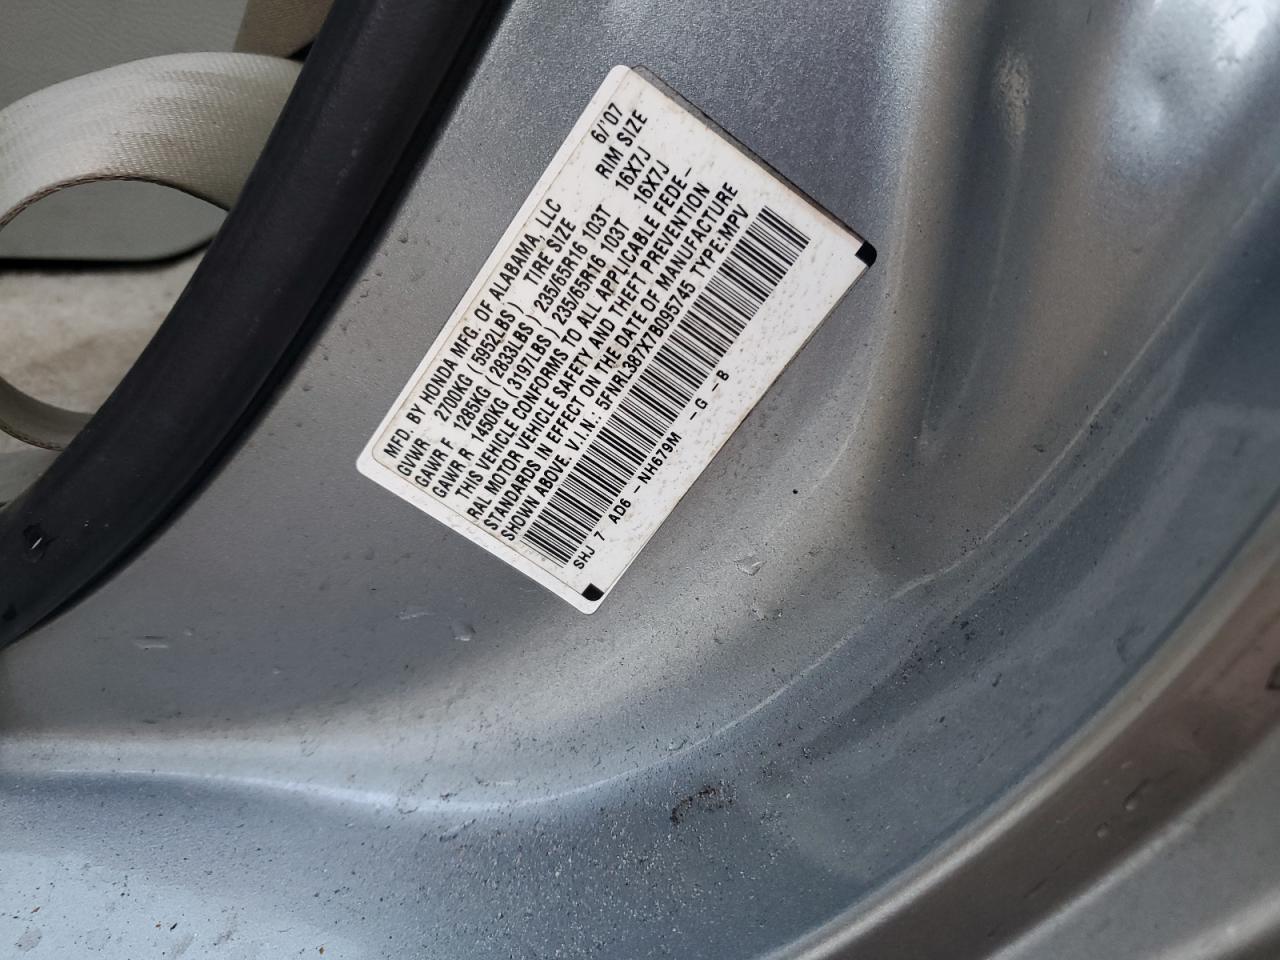 MFD. BY HONDA MFG. OF ALABAMA, LLC 6/'07
GVWR 2700KG (5952LBS) TIRE SIZE RIM SIZE
GAWR F 1285KG (2833LBS) 235/65R16 103T 16X7J
GAWR R 1450KG (3197LBS) 235/65R16 103T 16X7J
THIS VEHICLE CONFORMS TO ALL APPLICABLE FEDE-
RAL MOTOR VEHICLE SAFETY AND THEFT PREVENTION
STANDARDS IN EFFECT ON THE DATE OF MANUFACTURE
SHOWN ABOVE. V.I.N.: 5FNRL387X7B095745 TYPE:MPV
SHJ 7 AD6 -NH679M -G -B